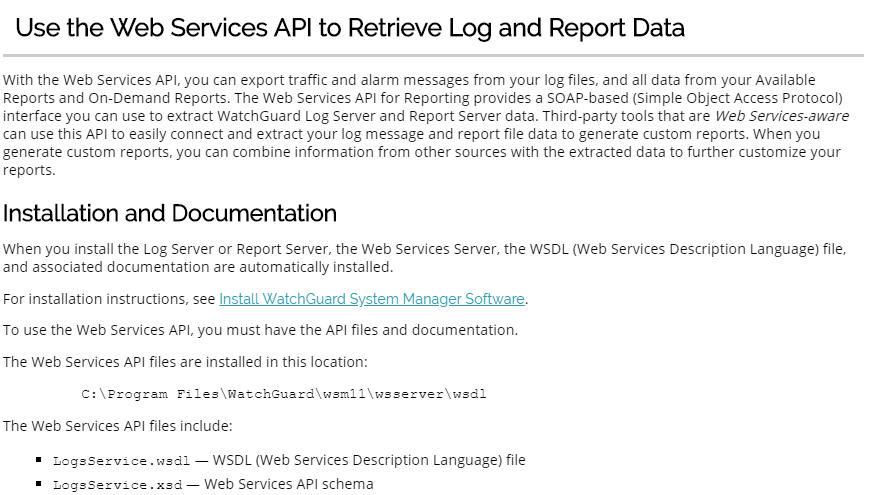 Use the Web Services API to Retrieve Log and Report Data
With the Web Services API, you can export traffic and alarm messages from your log files, and all data from your Available
Reports and On-Demand Reports. The Web Services API for Reporting provides a SOAP-based (Simple Object Access Protocol)
interface you can use to extract WatchGuard Log Server and Report Server data. Third-party tools that are Web Services-aware
can use this API to easily connect and extract your log message and report file data to generate custom reports. When you
generate custom reports, you can combine information from other sources with the extracted data to further customize your
reports.
Installation and Documentation
When you install the Log Server or Report Server, the Web Services Server, the WSDL (Web Services Description Language) file,
and associated documentation are automatically installed.
For installation instructions, see Install WatchGuard System Manager Software.
To use the Web Services API, you must have the API files and documentation.
The Web Services API files are installed in this location:
C:\Program Files\WatchGuard\wsm11\wsserver\wsdl
The Web Services API files include:
▪ LogsService.wsdl — WSDL (Web Services Description Language) file
▪ LogsService.xsd — Web Services API schema